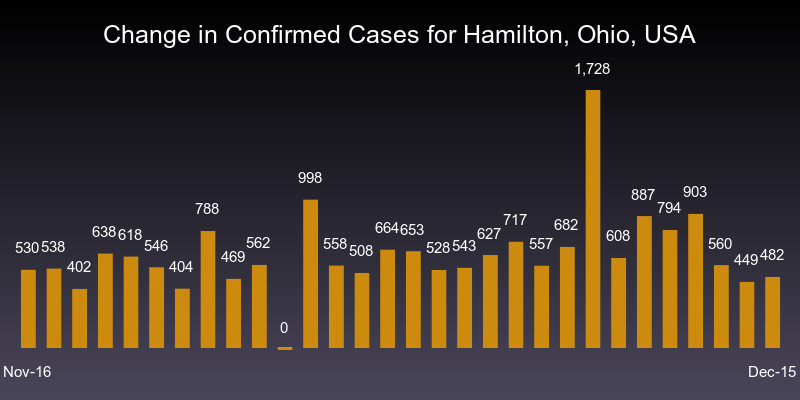 Change in Confirmed Cases for Hamilton, Ohio, USA
530 538 402 638 618 546 404 788 469 562 0 998 558 508 664 653 528 543 627 717 557 682 1,728 608 887 794 903 560 449 482
Nov-16 Dec-15